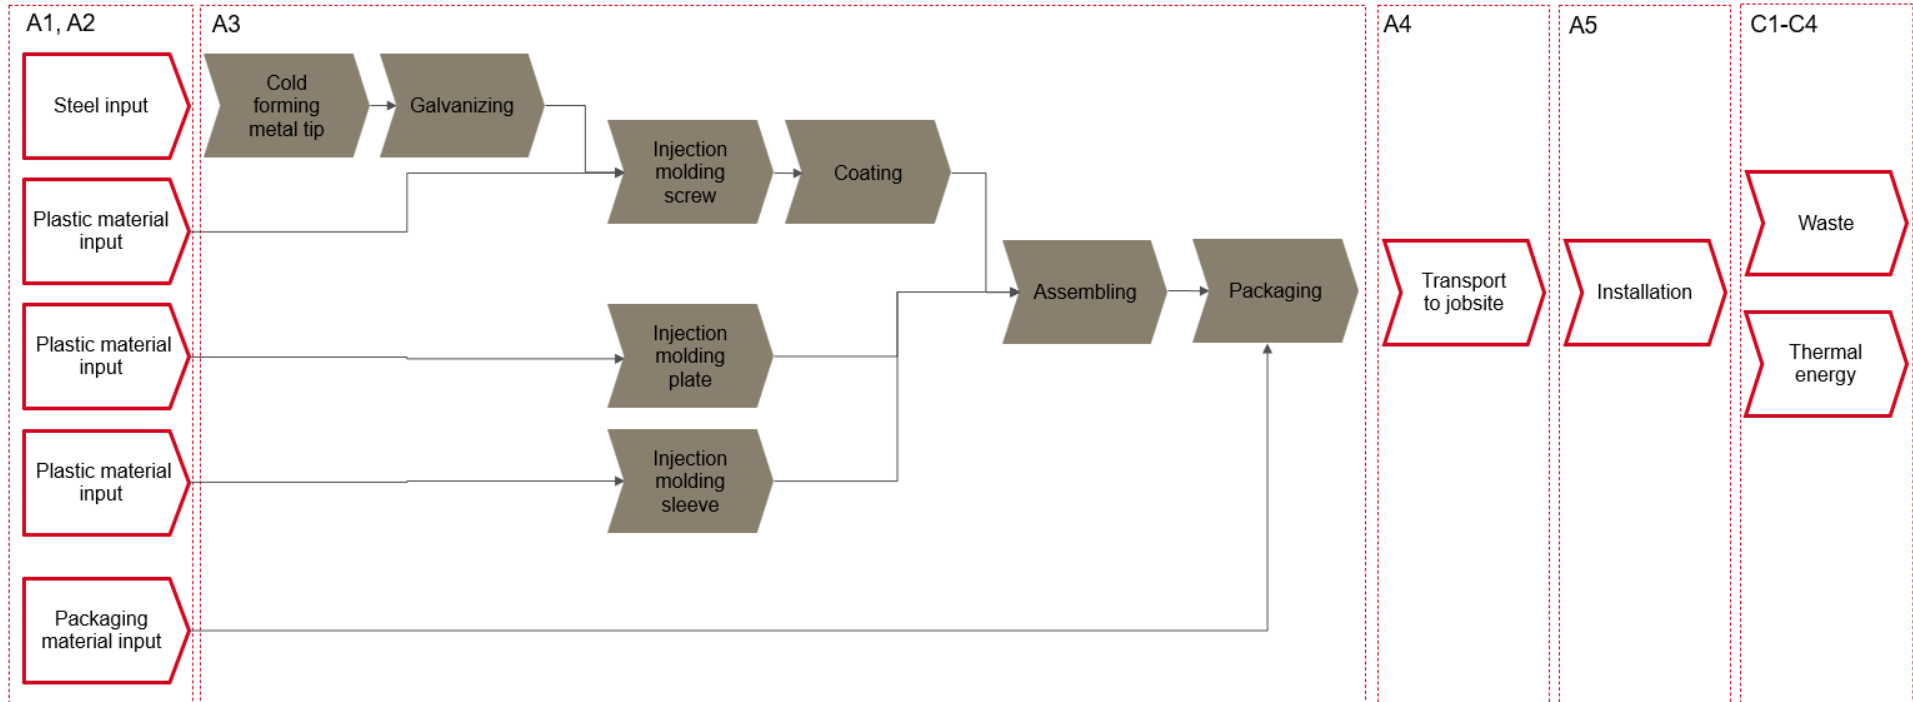 A1, A2
Steel input
Plastic material
input
Plastic material
input
Plastic material
input
Packaging
material input
A3
Cold
forming
metal tip
Galvanizing
Injection
molding
screw
Coating
Injection
molding
plate
Injection
molding
sleeve
Assembling
Packaging
A4
Transport
to jobsite
A5
Installation
C1-C4
Waste
Thermal
energy